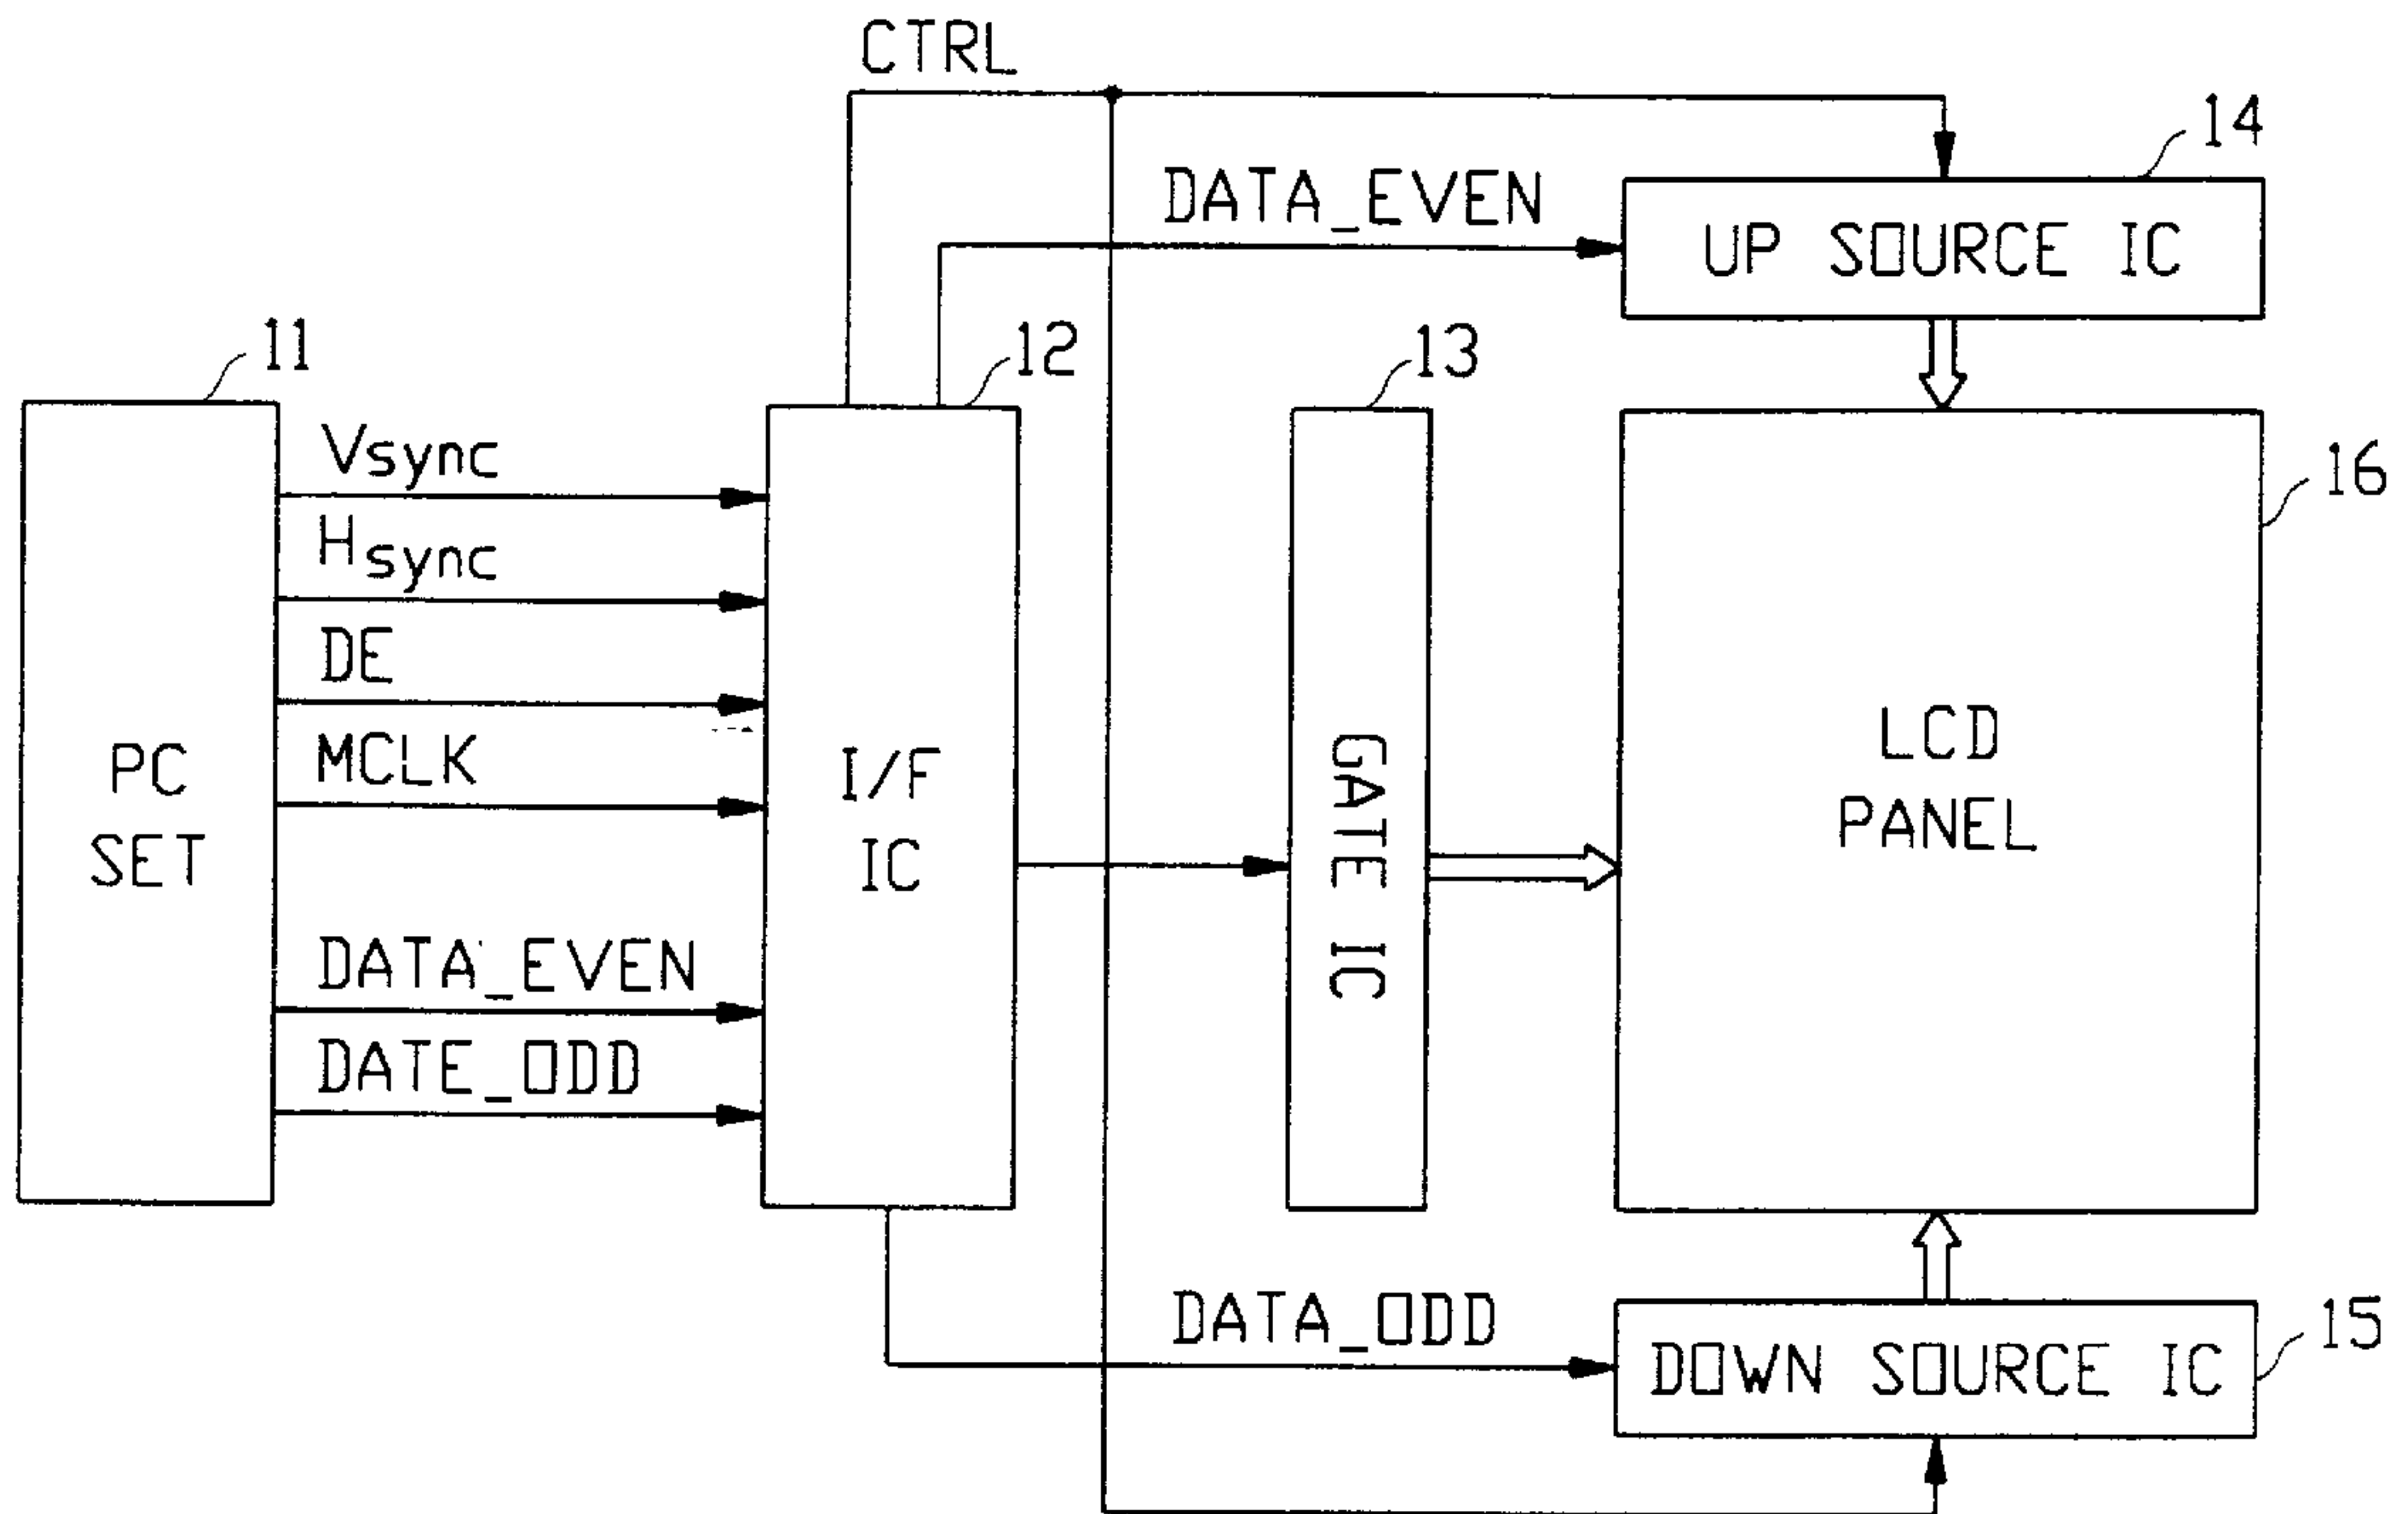 CTRL
14
DATA_EVEN
UP SOURCE IC
11
12
13
16
Vsync
Hsync
DE
MCLK
PC
SET
I/F
IC
GATE IC
LCD
PANEL
DATA_EVEN
DATE_ODD
DATA_ODD
15
DOWN SOURCE IC